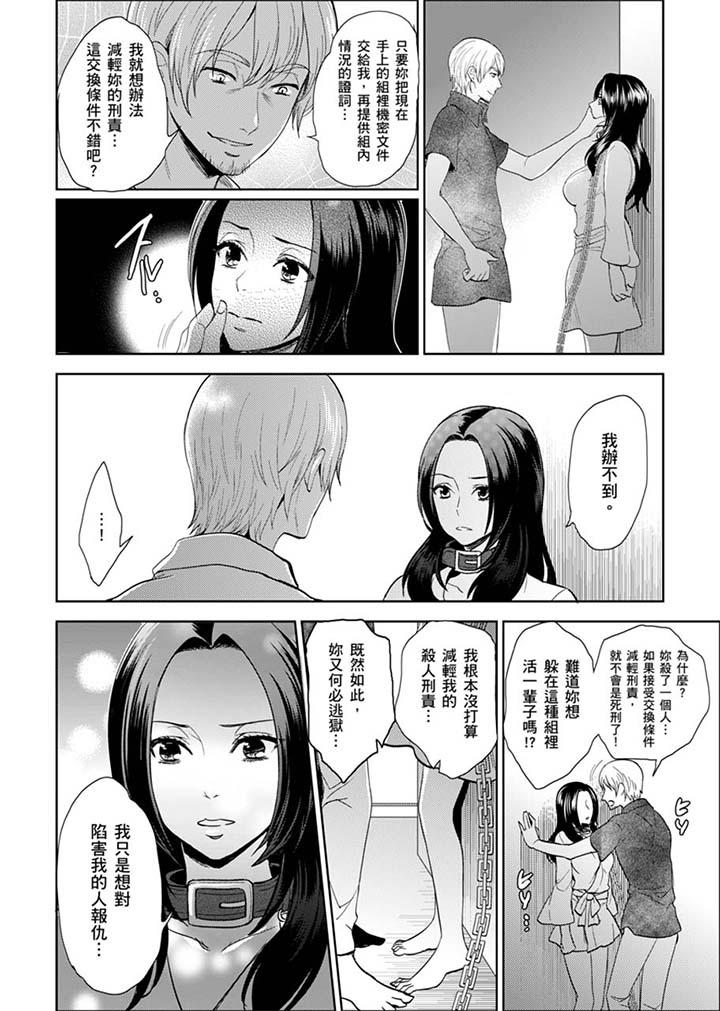 只要妳把現在
手上的組裡機密文件
交給我，再提供組內
情況的證詞…
我就想辦法
減輕妳的刑責…
這交換條件不錯吧？
スルル…
我辦不到。
…！
為什麼？
妳殺了一個人…
如果接受交換條件
減輕刑責，
就不會是死刑了！
難道妳想
躲在這種組裡
活一輩子嗎!?
ヒソ
ヒソ…
我根本沒打算
減輕我的
殺人刑責…
既然如此，
妳又何必逃獄…
我只是想對
陷害我的人報仇…